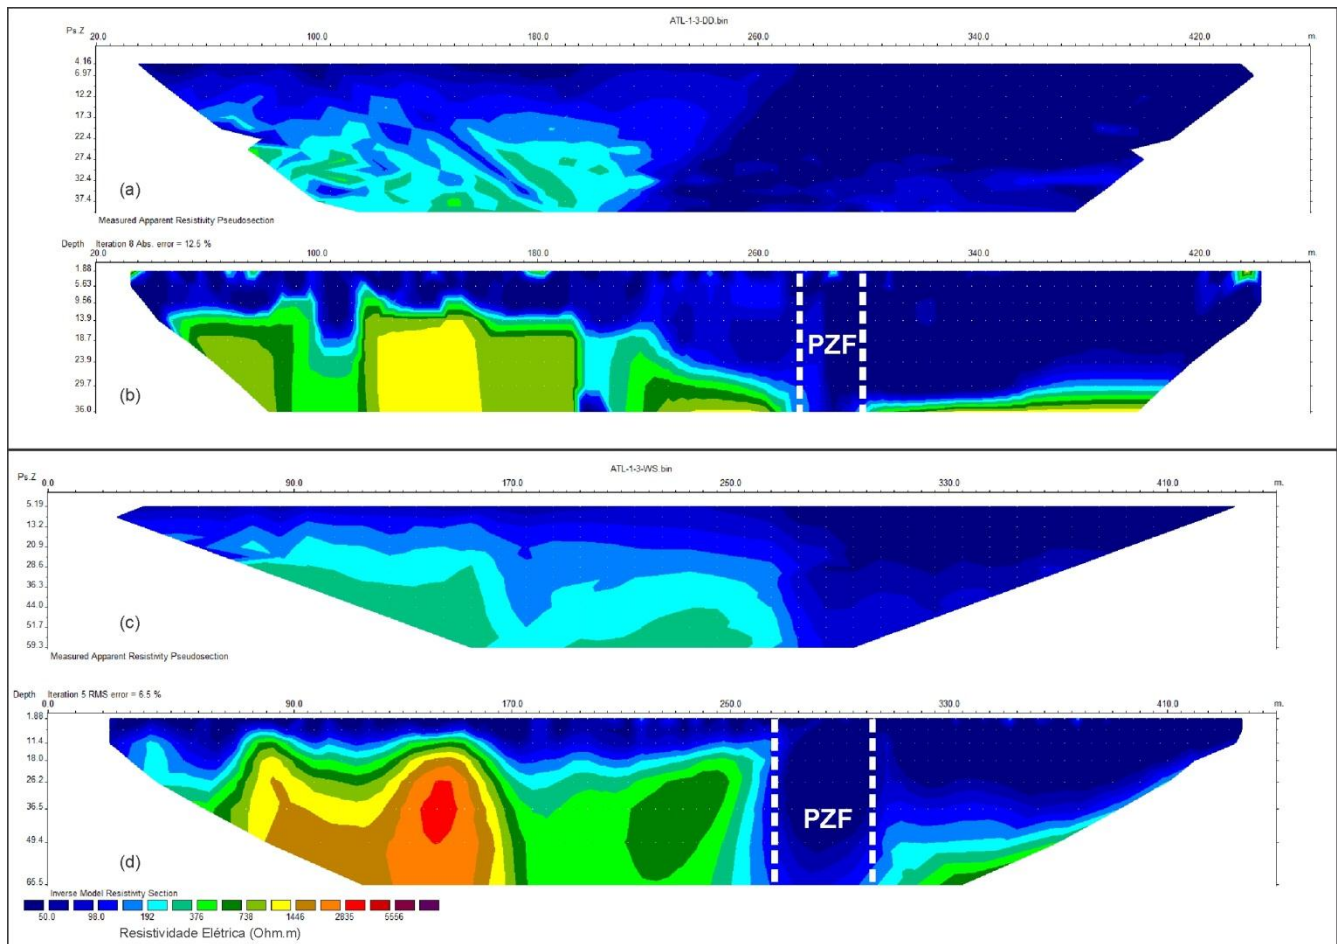 ATL-1-3-DD.bin
Ps.Z
20.0 100.0 180.0 260.0 340.0 420.0 m.
4.16
6.97
12.2
17.3
22.4
27.4
32.4
37.4
(a)
Measured Apparent Resistivity Pseudosection
Depth Iteration 8 Abs. error = 12.5 %
20.0 100.0 180.0 260.0 340.0 420.0 m.
1.88
5.63
9.56
13.9
18.7
23.9
29.7
36.0
PZF
(b)
ATL-1-3-WS.bin
Ps.Z
0.0 90.0 170.0 250.0 330.0 410.0 m.
5.19
13.2
20.9
28.6
36.3
44.0
51.7
59.3
(c)
Measured Apparent Resistivity Pseudosection
Depth Iteration 5 RMS error = 6.5 %
0.0 90.0 170.0 250.0 330.0 410.0 m.
1.88
11.4
18.0
26.2
36.5
49.4
65.5
PZF
(d)
Inverse Model Resistivity Section
50.0 98.0 192 376 738 1446 2835 5556
Resistividade Elétrica (Ohm.m)